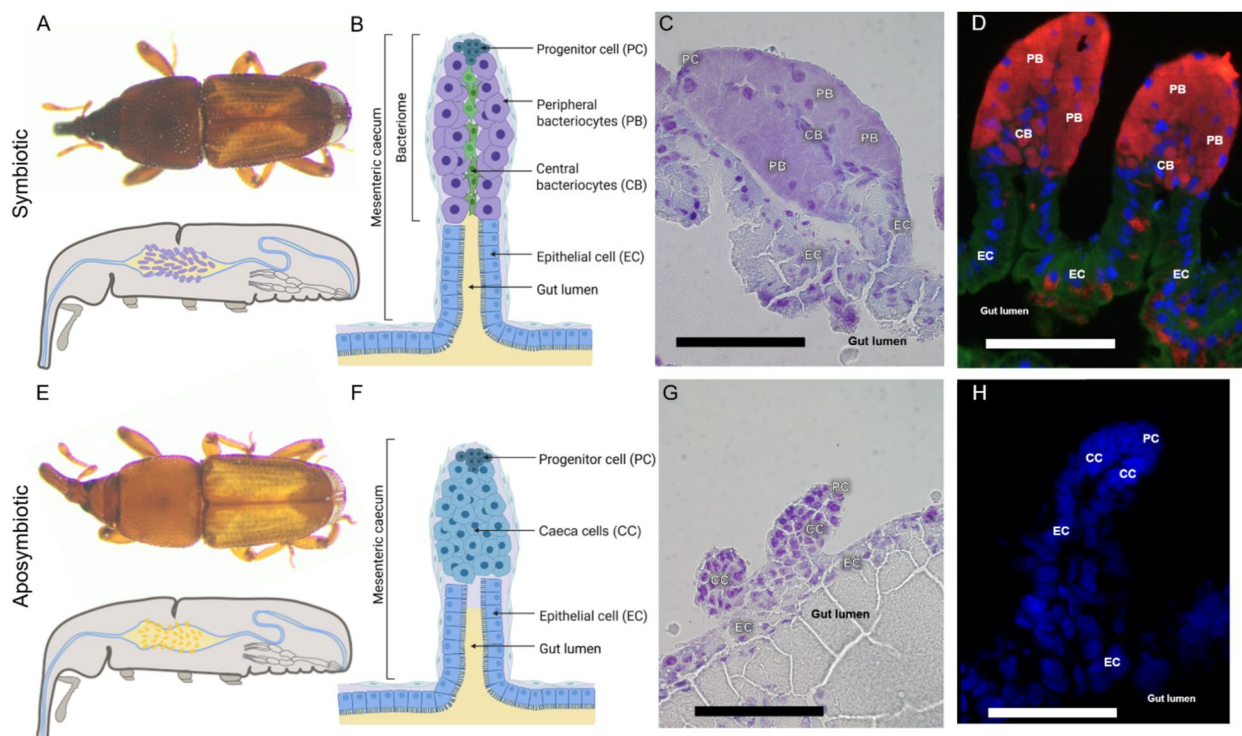 A
Symbiotic
B
Mesenteric caecum
Bacteriome
Progenitor cell (PC)
Peripheral
bacteriocytes (PB)
Central
bacteriocytes (CB)
Epithelial cell (EC)
Gut lumen
C
PC
PB
CB
PB
PB
EC
EC
Gut lumen
D
PB
PB
PB
PB
CB
CB
EC
EC
EC
Gut lumen
E
Aposymbiotic
F
Mesenteric caecum
Progenitor cell (PC)
Caeca cells (CC)
Epithelial cell (EC)
Gut lumen
G
PC
CC
CC
EC
EC
Gut lumen
H
PC
CC
CC
EC
EC
Gut lumen